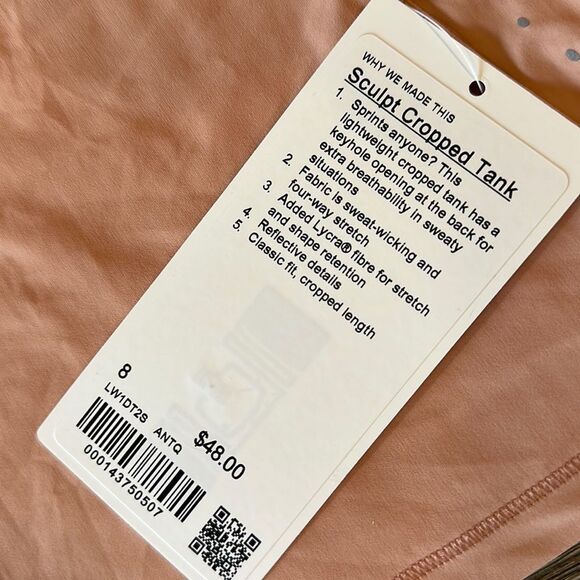 WHY WE MADE THIS
Sculpt Cropped Tank
1. Sprints anyone? This
lightweight cropped tank has a
keyhole opening at the back for
extra breathability in sweaty
situations
2. Fabric is sweat-wicking and
four-way stretch
3. Added Lycra® fibre for stretch
and shape retention
4. Reflective details
5. Classic fit, cropped length
8
LW1DT2S ANTQ
$48.00
000143750507